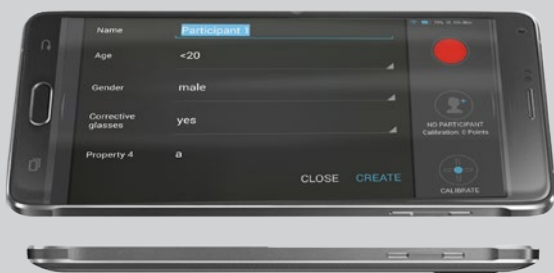 Name Participant 1
Age <20
Gender male
Corrective
glasses yes
Property 4 a
CLOSE CREATE
NO PARTICIPANT
Calibration: 0 Points
CALIBRATE